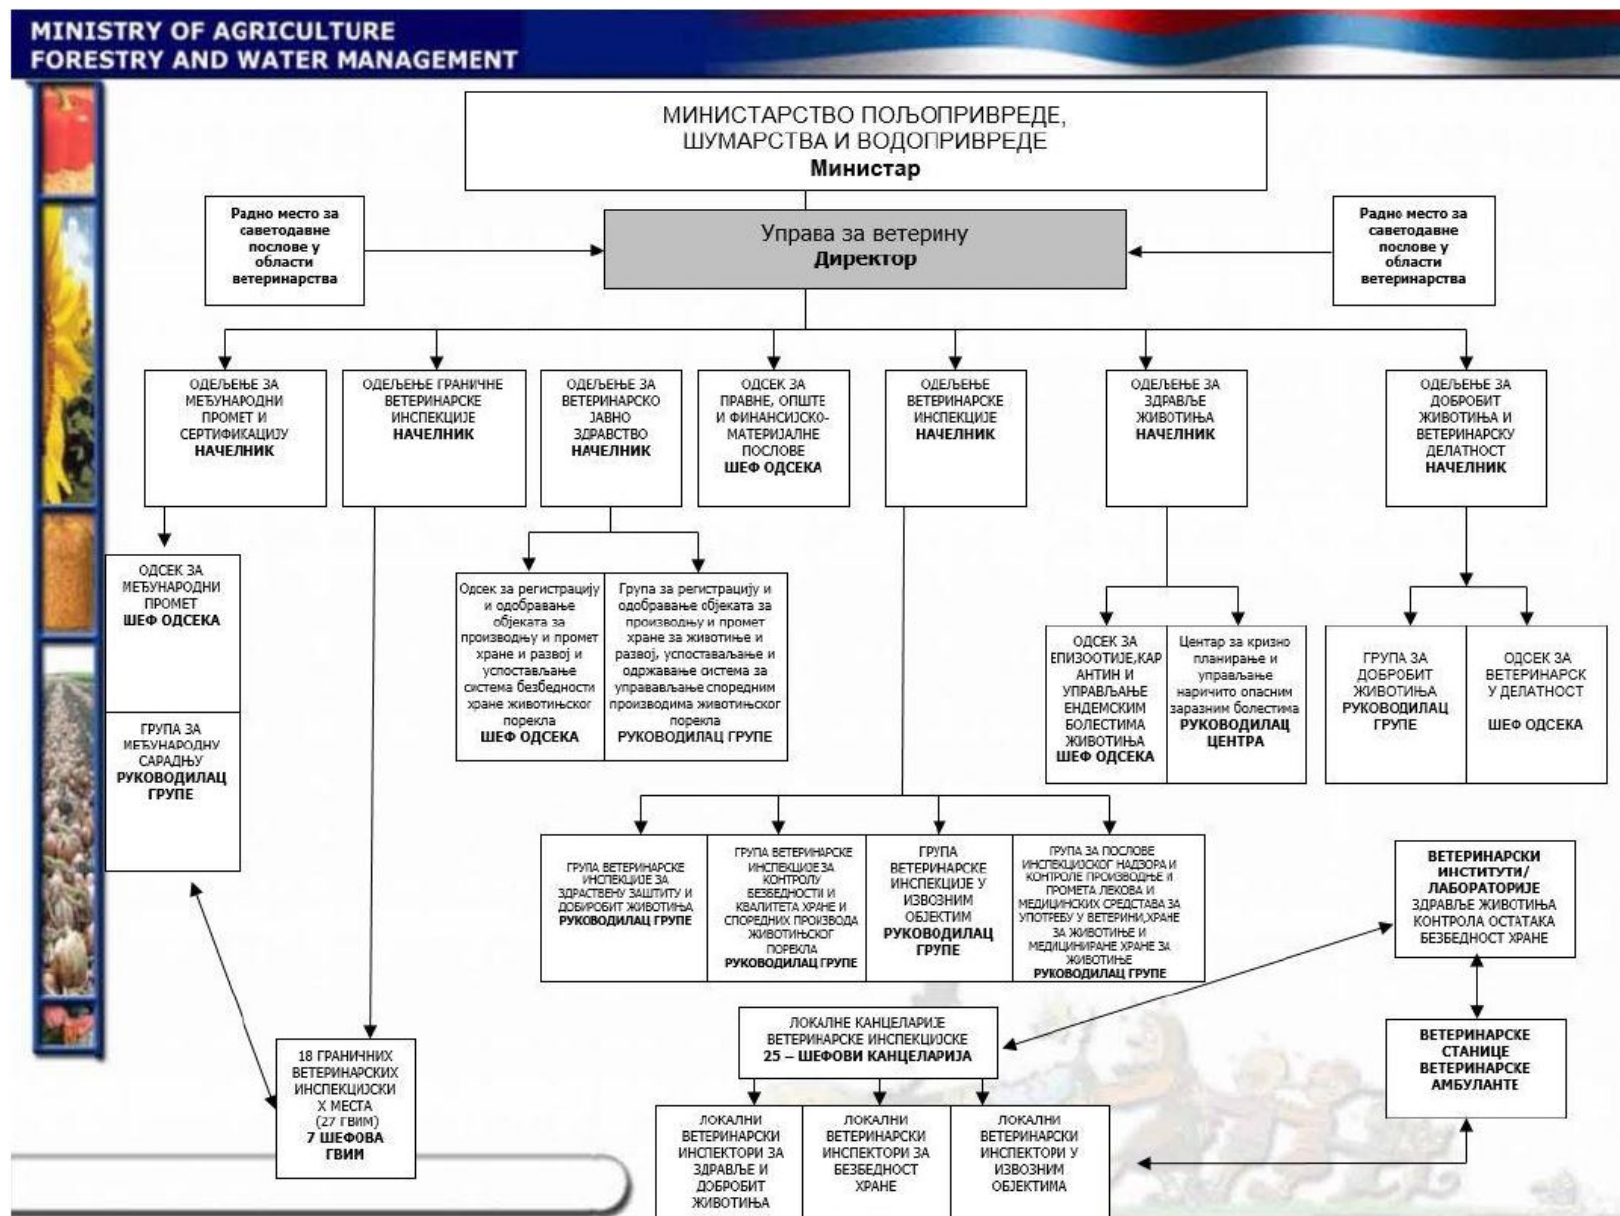 MINISTRY OF AGRICULTURE
FORESTRY AND WATER MANAGEMENT
МИНИСТАРСТВО ПОЉОПРИВРЕДЕ,
ШУМАРСТВА И ВОДОПРИВРЕДЕ
Министар
Радно место за
саветодавне
послове у
области
ветеринарства
Управа за ветерину
Директор
Радно место за
саветодавне
послове у
области
ветеринарства
ОДЕЉЕЊЕ ЗА
МЕЂУНАРОДНИ
ПРОМЕТ И
СЕРТИФИКАЦИЈУ
НАЧЕЛНИК
ОДЕЉЕЊЕ ГРАНИЧНЕ
ВЕТЕРИНАРСКЕ
ИНСПЕКЦИЈЕ
НАЧЕЛНИК
ОДЕЉЕЊЕ ЗА
ВЕТЕРИНАРСКО
ЈАВНО
ЗДРАВСТВО
НАЧЕЛНИК
ОДСЕК ЗА
ПРАВНЕ, ОПШТЕ
И ФИНАНСИЈСКО-
МАТЕРИЈАЛНЕ
ПОСЛОВЕ
ШЕФ ОДСЕКА
ОДЕЉЕЊЕ
ВЕТЕРИНАРСКЕ
ИНСПЕКЦИЈЕ
НАЧЕЛНИК
ОДЕЉЕЊЕ ЗА
ЗДРАВЉЕ
ЖИВОТИЊА
НАЧЕЛНИК
ОДЕЉЕЊЕ ЗА
ДОБРОБИТ
ЖИВОТИЊА И
ВЕТЕРИНАРСКУ
ДЕЛАТНОСТ
НАЧЕЛНИК
ОДСЕК ЗА
МЕЂУНАРОДНИ
ПРОМЕТ
ШЕФ ОДСЕКА
ГРУПА ЗА
МЕЂУНАРОДНУ
САРАДЊУ
РУКОВОДИЛАЦ
ГРУПЕ
Одсек за регистрацију
и одобравање
објеката за
производњу и промет
хране и развој и
успостављање
система безбедности
хране животињског
порекла
ШЕФ ОДСЕКА
Група за регистрацију и
одобравање објеката за
производњу и промет
хране за животиње и
развој, успостављање и
одржавање система за
управавање споредним
производима животињског
порекла
РУКОВОДИЛАЦ ГРУПЕ
ОДСЕК ЗА
ЕПИЗООТИЈЕ,КАР
АНТИН И
УПРАВЉАЊЕ
ЕНДЕМСКИМ
БОЛЕСТИМА
ЖИВОТИЊА
ШЕФ ОДСЕКА
Центар за кризно
планирање и
управљање
наричито опасним
заразним болестима
РУКОВОДИЛАЦ
ЦЕНТРА
ГРУПА ЗА
ДОБРОБИТ
ЖИВОТИЊА
РУКОВОДИЛАЦ
ГРУПЕ
ОДСЕК ЗА
ВЕТЕРИНАРСК
У ДЕЛАТНОСТ
ШЕФ ОДСЕКА
ГРУПА ВЕТЕРИНАРСКЕ
ИНСПЕКЦИЈЕ ЗА
ЗДРАСТВЕНУ ЗАШТИТУ И
ДОБИРОБИТ ЖИВОТИЊА
РУКОВОДИЛАЦ ГРУПЕ
ГРУПА ВЕТЕРИНАРСКЕ
ИНСПЕКЦИЈЕ ЗА
КОНТРОЛУ
БЕЗБЕДНОСТИ И
КВАЛИТЕТА ХРАНЕ И
СПОРЕДНИХ ПРОИЗВОДА
ЖИВОТИЊСКОГ
ПОРЕКЛА
РУКОВОДИЛАЦ ГРУПЕ
ГРУПА
ВЕТЕРИНАРСКЕ
ИНСПЕКЦИЈЕ У
ИЗВОЗНИМ
ОБЈЕКТИМ
РУКОВОДИЛАЦ
ГРУПЕ
ГРУПА ЗА ПОСЛОВЕ
ИНСПЕКЦИЈСКОГ НАДЗОРА И
КОНТРОЛЕ ПРОИЗВОДЊЕ И
ПРОМЕТА ЛЕКОВА И
МЕДИЦИНСКИХ СРЕДСТАВА ЗА
УПОТРЕБУ У ВЕТЕРИНИ,ХРАНЕ
ЗА ЖИВОТИЊЕ И
МЕДИЦИНИРАНЕ ХРАНЕ ЗА
ЖИВОТИЊЕ
РУКОВОДИЛАЦ ГРУПЕ
ВЕТЕРИНАРСКИ
ИНСТИТУТИ/
ЛАБОРАТОРИЈЕ
ЗДРАВЉЕ ЖИВОТИЊА
КОНТРОЛА ОСТАТАКА
БЕЗБЕДНОСТ ХРАНЕ
ЛОКАЛНЕ КАНЦЕЛАРИЈЕ
ВЕТЕРИНАРСКЕ ИНСПЕКЦИЈСКЕ
25 – ШЕФОВИ КАНЦЕЛАРИЈА
ВЕТЕРИНАРСКЕ
СТАНИЦЕ
ВЕТЕРИНАРСКЕ
АМБУЛАНТЕ
18 ГРАНИЧНИХ
ВЕТЕРИНАРСКИХ
ИНСПЕКЦИЈСКИ
Х МЕСТА
(27 ГВИМ)
7 ШЕФОВА
ГВИМ
ЛОКАЛНИ
ВЕТЕРИНАРСКИ
ИНСПЕКТОРИ ЗА
ЗДРАВЉЕ И
ДОБРОБИТ
ЖИВОТИЊА
ЛОКАЛНИ
ВЕТЕРИНАРСКИ
ИНСПЕКТОРИ ЗА
БЕЗБЕДНОСТ
ХРАНЕ
ЛОКАЛНИ
ВЕТЕРИНАРСКИ
ИНСПЕКТОРИ У
ИЗВОЗНИМ
ОБЈЕКТИМА